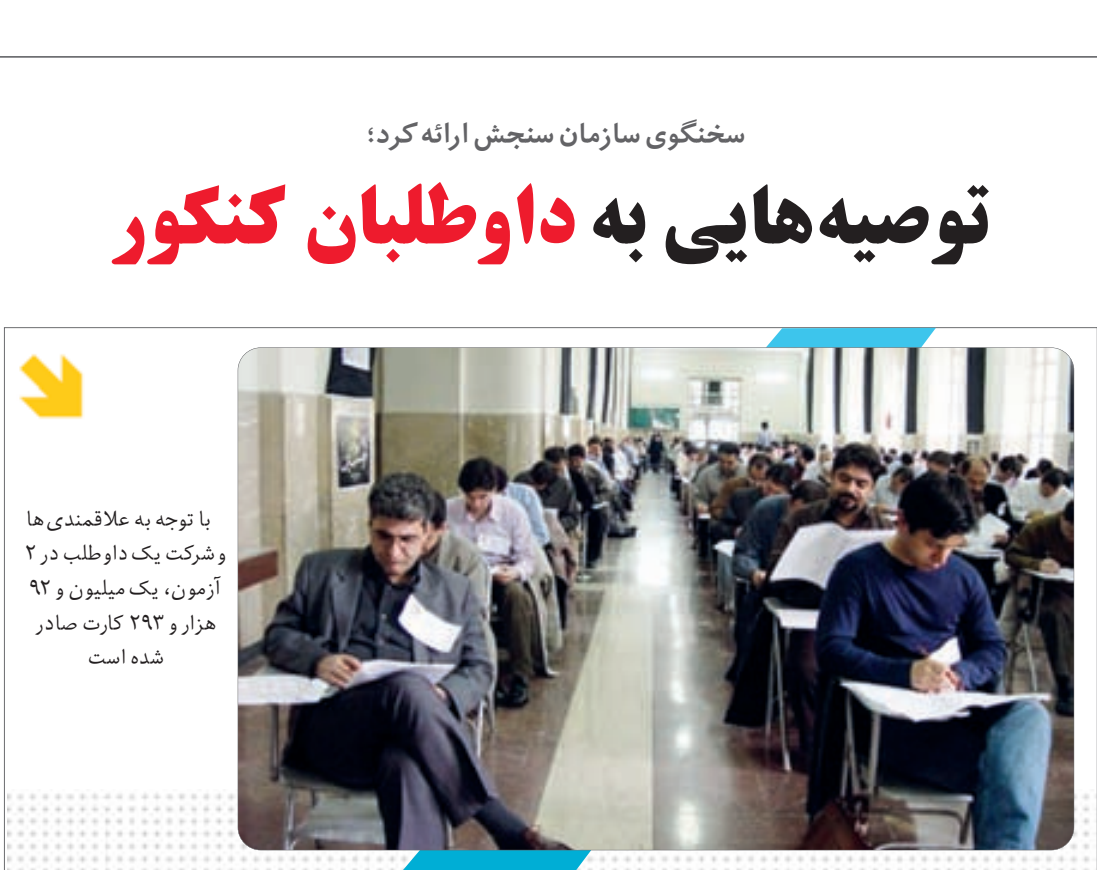 سخنگوی سازمان سنجش ارائه کرد؛
توصیه‌هایی به داوطلبان کنکور
با توجه به علاقمندی‌ها
و شرکت یک داوطلب در ۲
آزمون، یک میلیون و ۹۲
هزار و ۲۹۳ کارت صادر
شده است